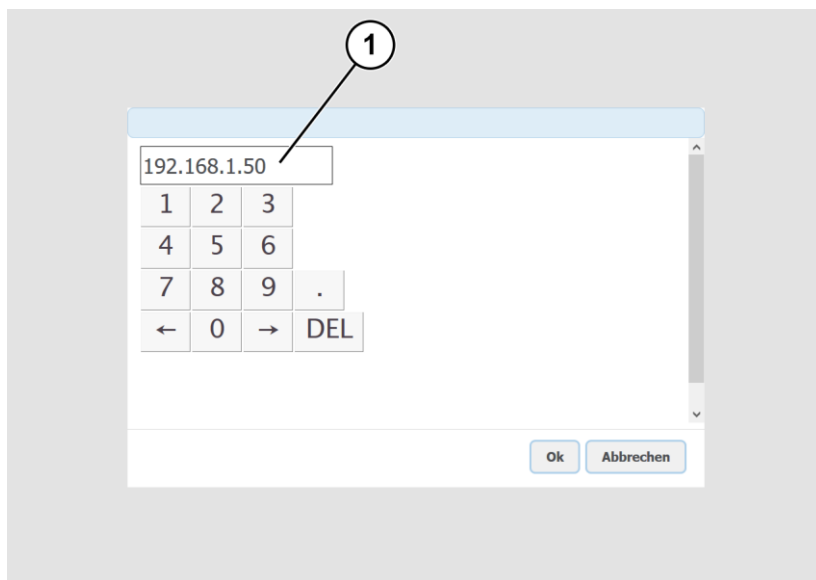 1
192.168.1.50
1 2 3
4 5 6
7 8 9 .
← 0 → DEL
Ok Abbrechen